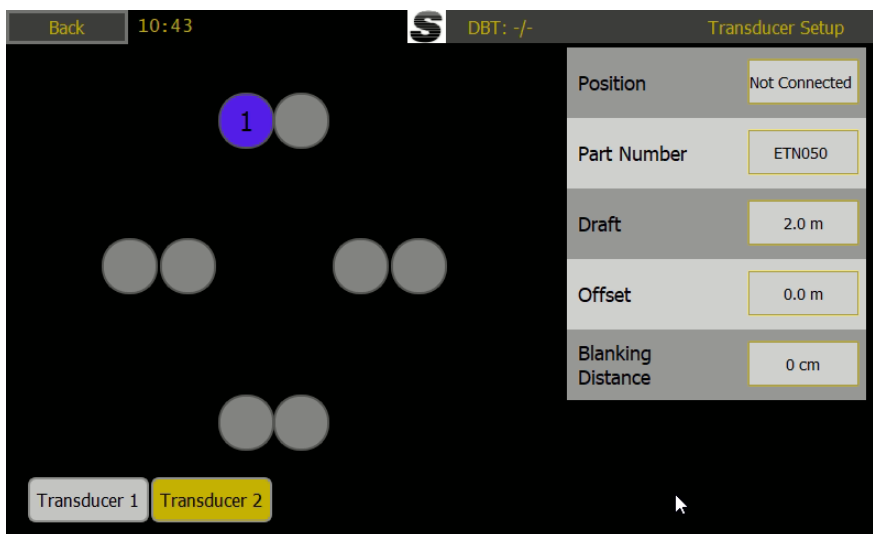 Back 10:43 S DBT: -/- Transducer Setup
1
Position Not Connected
Part Number ETN050
Draft 2.0 m
Offset 0.0 m
Blanking
Distance 0 cm
Transducer 1 Transducer 2